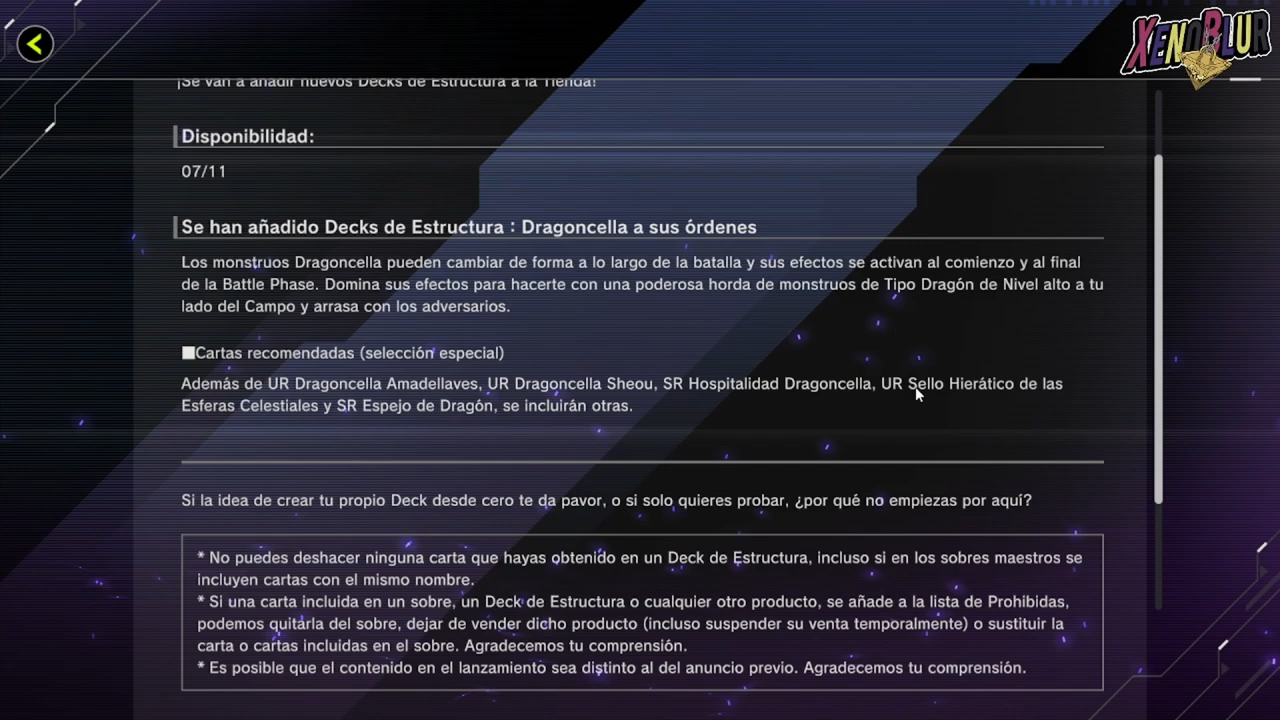 XENOBLUR
¡Se van a añadir nuevos Decks de Estructura a la Tienda!
Disponibilidad:
07/11
Se han añadido Decks de Estructura : Dragoncella a sus órdenes
Los monstruos Dragoncella pueden cambiar de forma a lo largo de la batalla y sus efectos se activan al comienzo y al final
de la Battle Phase. Domina sus efectos para hacerte con una poderosa horda de monstruos de Tipo Dragón de Nivel alto a tu
lado del Campo y arrasa con los adversarios.
■Cartas recomendadas (selección especial)
Además de UR Dragoncella Amadellaves, UR Dragoncella Sheou, SR Hospitalidad Dragoncella, UR Sello Hierático de las
Esferas Celestiales y SR Espejo de Dragón, se incluirán otras.
Si la idea de crear tu propio Deck desde cero te da pavor, o si solo quieres probar, ¿por qué no empiezas por aquí?
* No puedes deshacer ninguna carta que hayas obtenido en un Deck de Estructura, incluso si en los sobres maestros se
incluyen cartas con el mismo nombre.
* Si una carta incluida en un sobre, un Deck de Estructura o cualquier otro producto, se añade a la lista de Prohibidas,
podemos quitarla del sobre, dejar de vender dicho producto (incluso suspender su venta temporalmente) o sustituir la
carta o cartas incluidas en el sobre. Agradecemos tu comprensión.
* Es posible que el contenido en el lanzamiento sea distinto al del anuncio previo. Agradecemos tu comprensión.